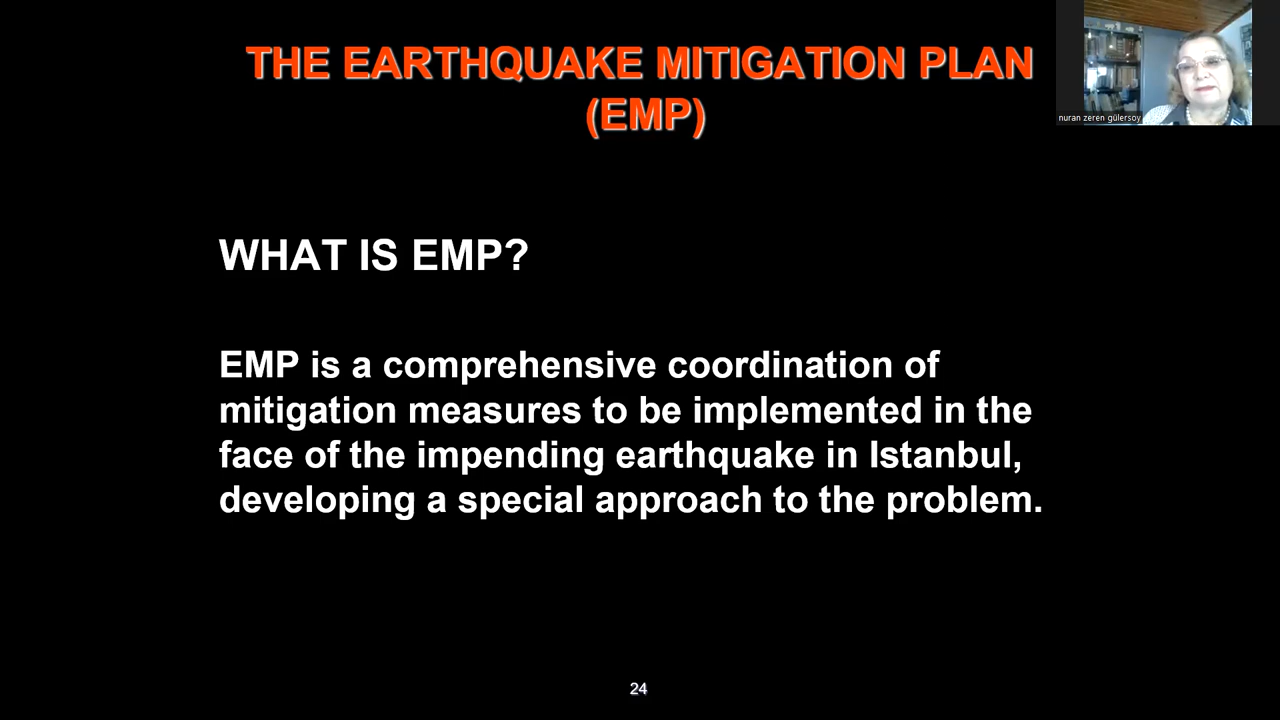 THE EARTHQUAKE MITIGATION PLAN
(EMP)
nuran zeren gülersoy
WHAT IS EMP?
EMP is a comprehensive coordination of
mitigation measures to be implemented in the
face of the impending earthquake in Istanbul,
developing a special approach to the problem.
24